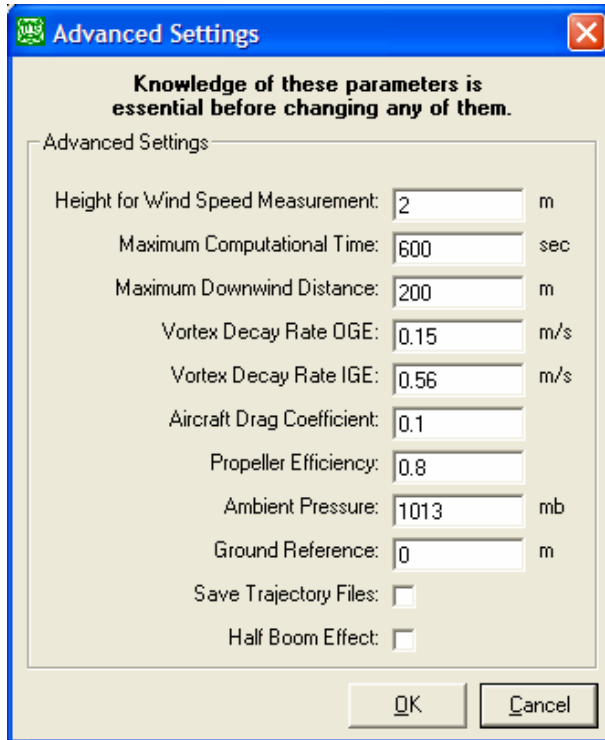 Advanced Settings
Knowledge of these parameters is
essential before changing any of them.
Advanced Settings
Height for Wind Speed Measurement: 2 m
Maximum Computational Time: 600 sec
Maximum Downwind Distance: 200 m
Vortex Decay Rate OGE: 0.15 m/s
Vortex Decay Rate IGE: 0.56 m/s
Aircraft Drag Coefficient: 0.1
Propeller Efficiency: 0.8
Ambient Pressure: 1013 mb
Ground Reference: 0 m
Save Trajectory Files:
Half Boom Effect:
OK Cancel